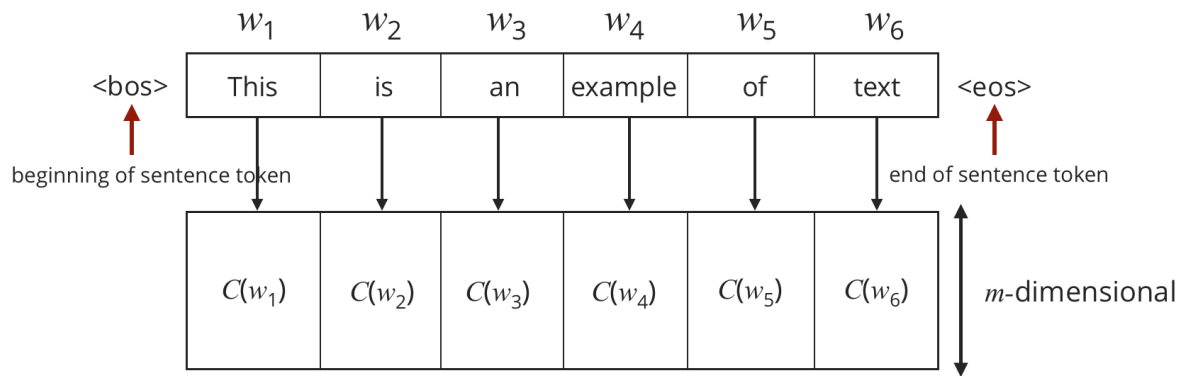 w₁ w₂ w₃ w₄ w₅ w₆
<bos> This is an example of text <eos>
beginning of sentence token end of sentence token
C(w₁) C(w₂) C(w₃) C(w₄) C(w₅) C(w₆) m-dimensional